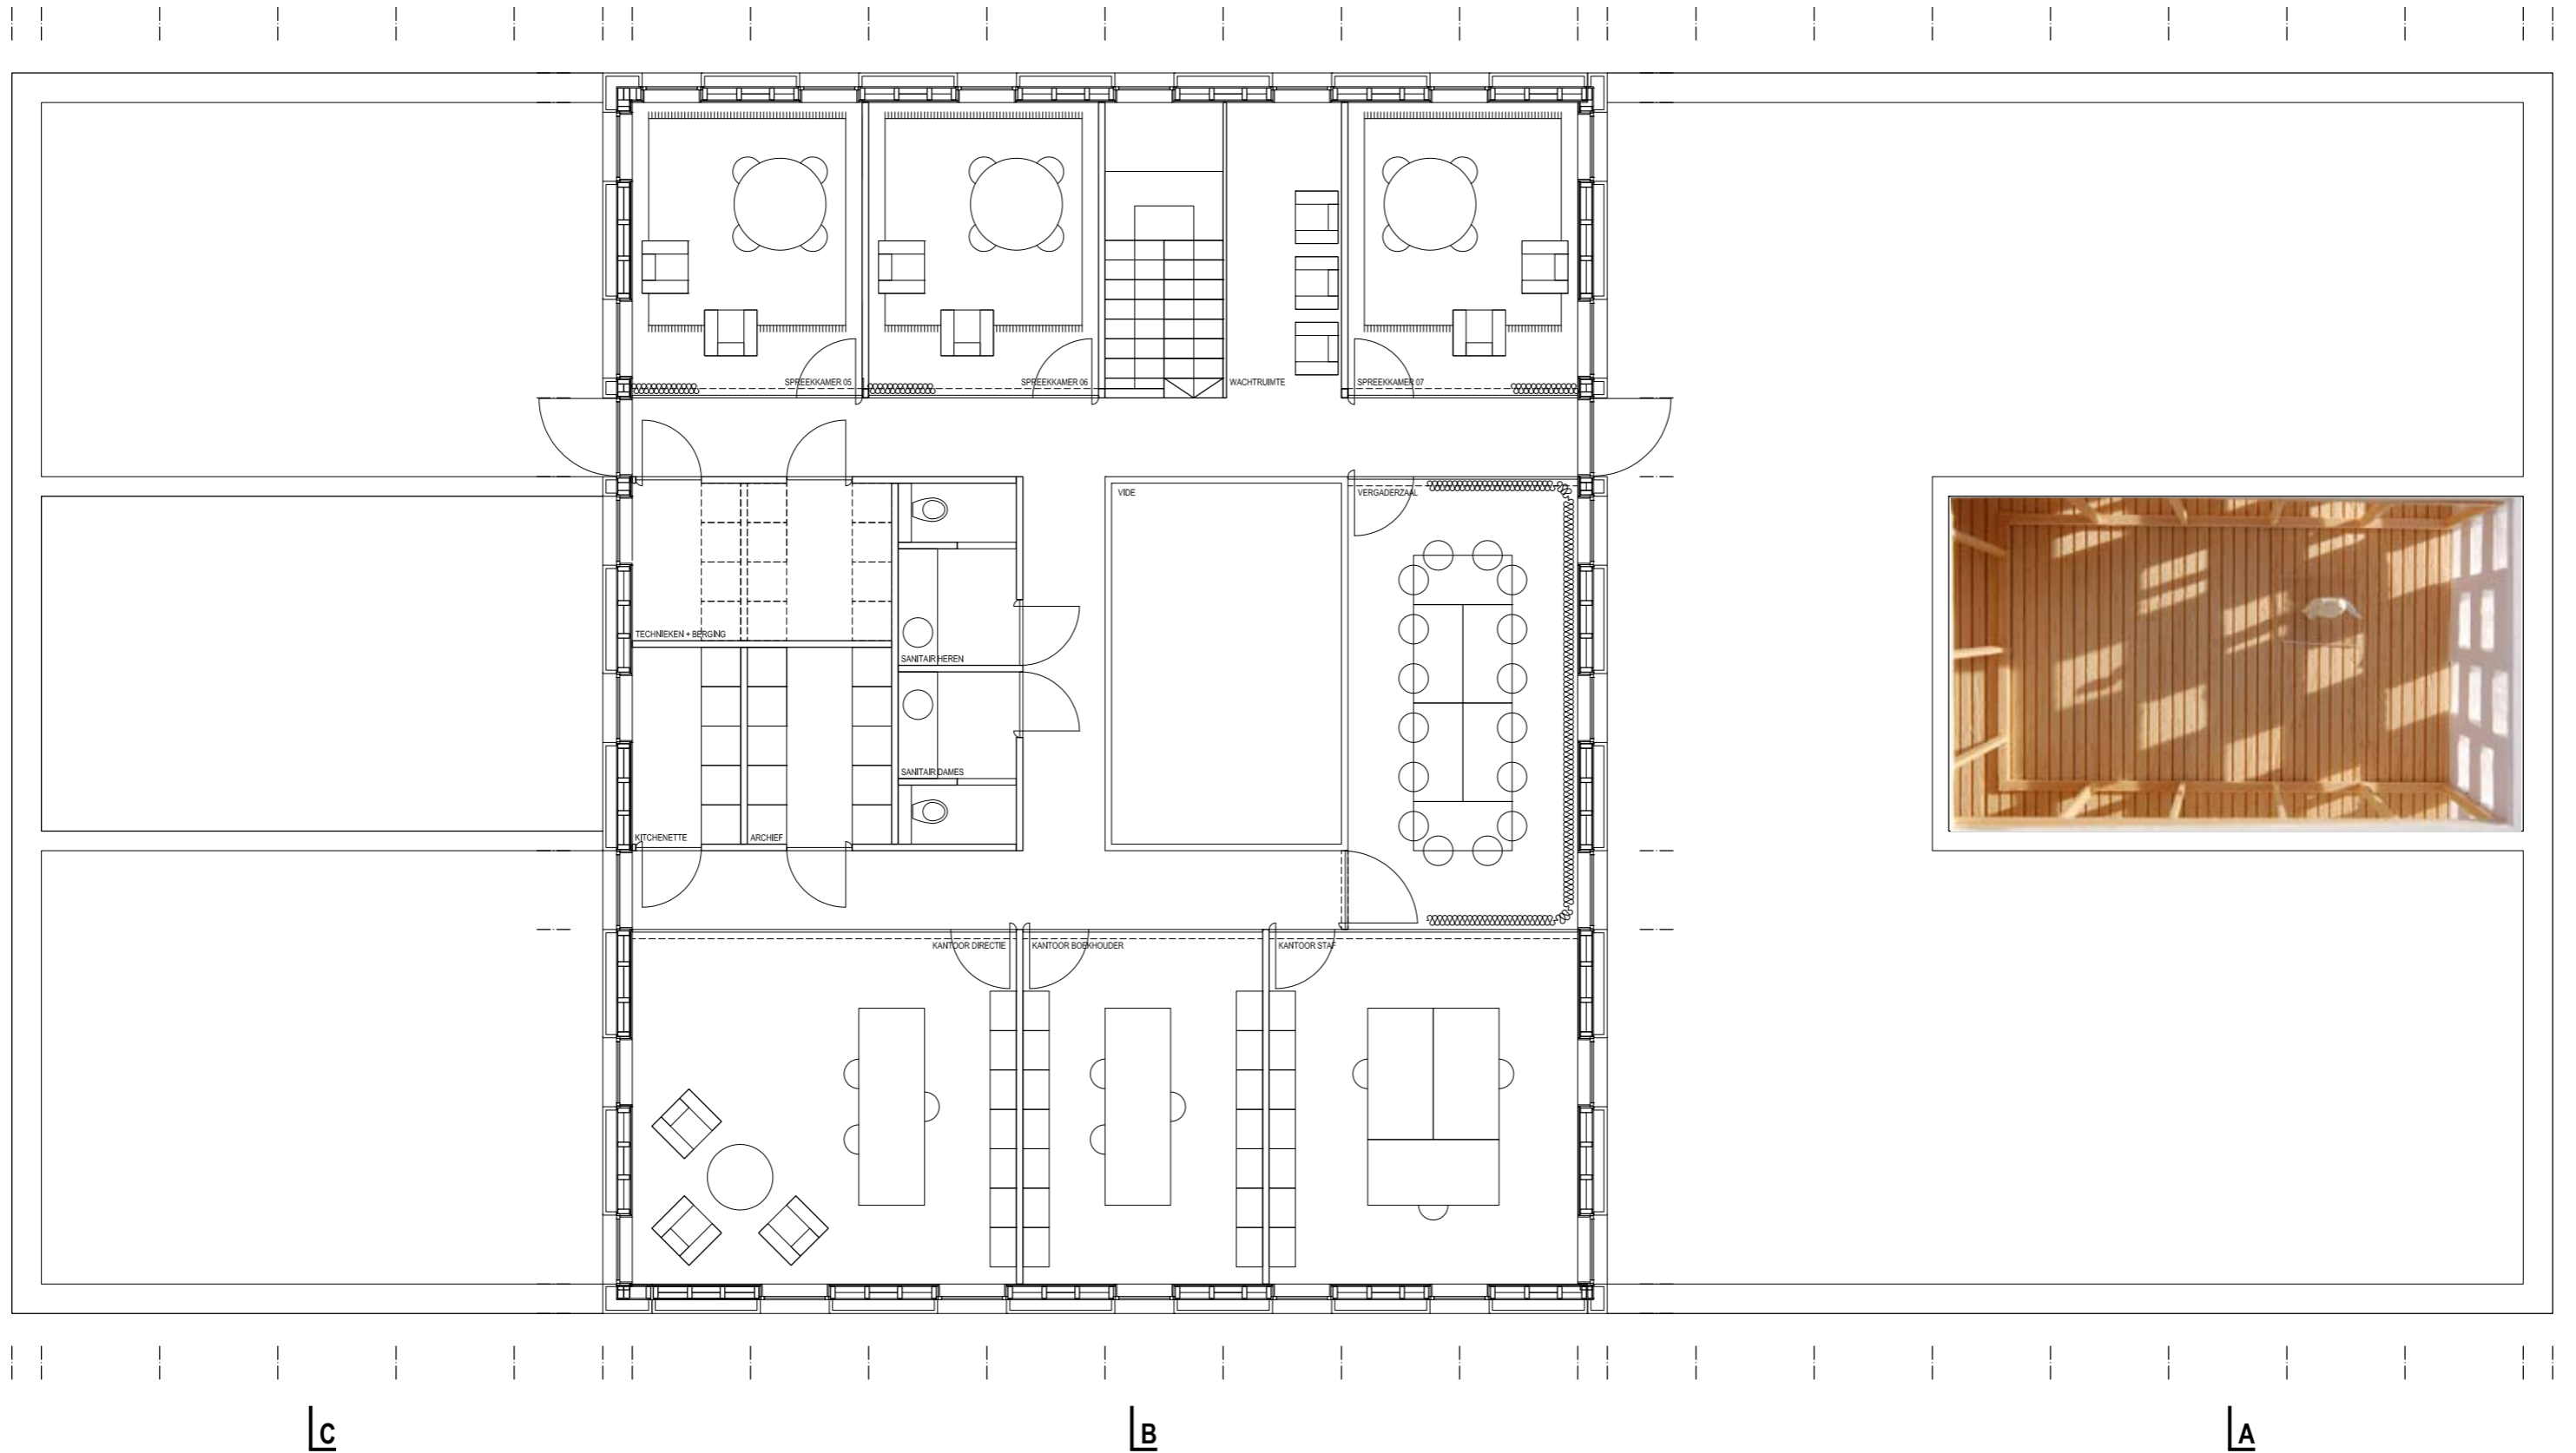 SPREEKKAMER 05
SPREEKKAMER 06
WACHTRUIMTE
SPREEKKAMER 07
VIDE
VERGADERZAAL
TECHNIEKEN + BERGING
SANITAIR HEREN
SANITAIR DAMES
KITCHENETTE
ARCHIEF
KANTOOR DIRECTIE
KANTOOR BOEKHOUDER
KANTOOR STAF
C
B
A